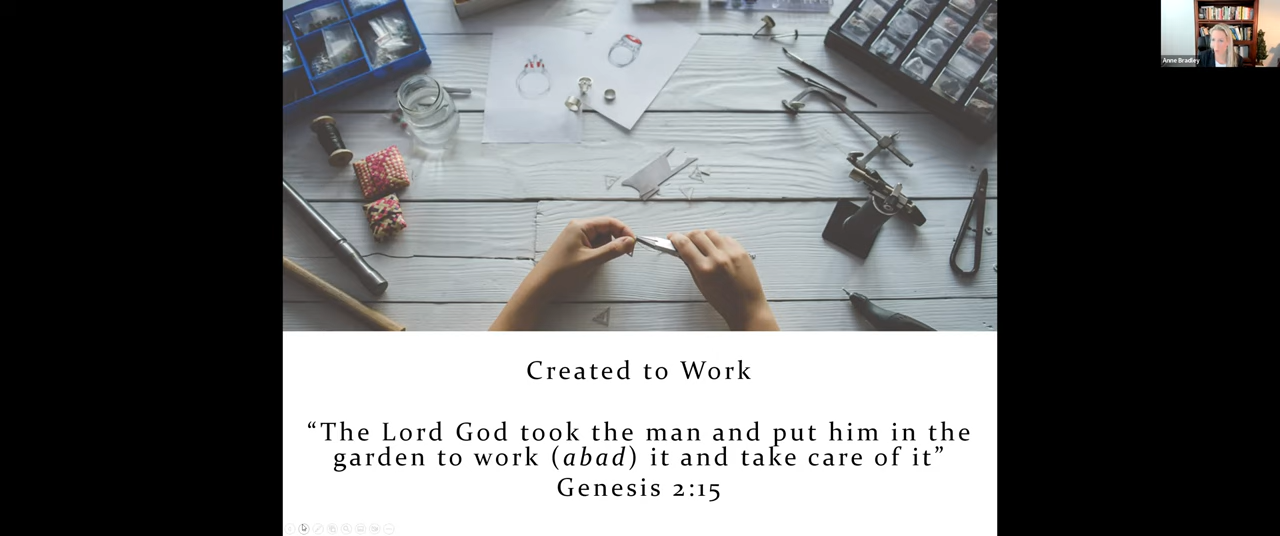 Anne Bradley
Created to Work
“The Lord God took the man and put him in the
garden to work (abad) it and take care of it”
Genesis 2:15